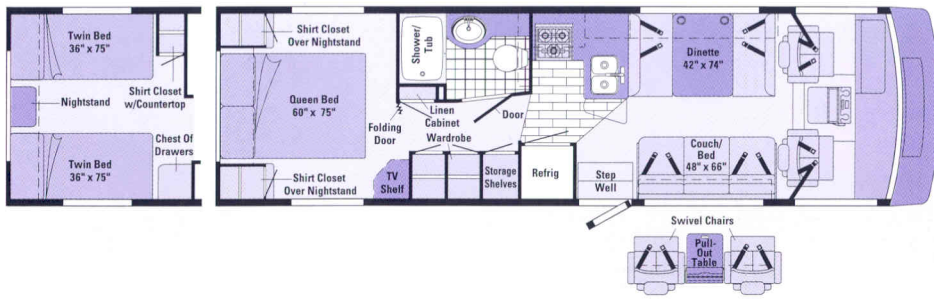 Twin Bed
36" x 75"
Shirt Closet
w/Countertop
Nightstand
Chest Of
Drawers
Twin Bed
36" x 75"
Shirt Closet
Over Nightstand
Queen Bed
60" x 75"
Shirt Closet
Over Nightstand
Shower/
Tub
Linen
Cabinet
Folding
Door
Wardrobe
Door
TV
Shelf
Storage
Shelves
Refrig
Step
Well
Dinette
42" x 74"
Couch/
Bed
48" x 66"
Swivel Chairs
Pull-
Out
Table